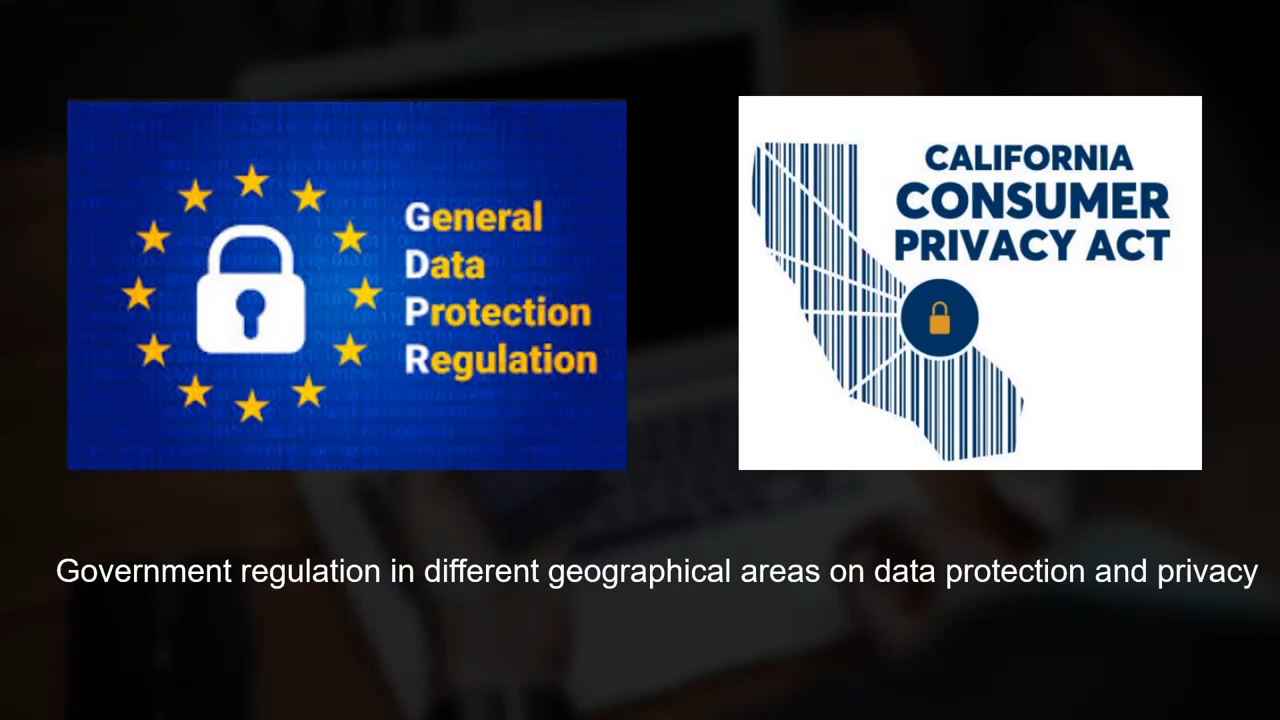 General
Data
Protection
Regulation
CALIFORNIA
CONSUMER
PRIVACY ACT
Government regulation in different geographical areas on data protection and privacy